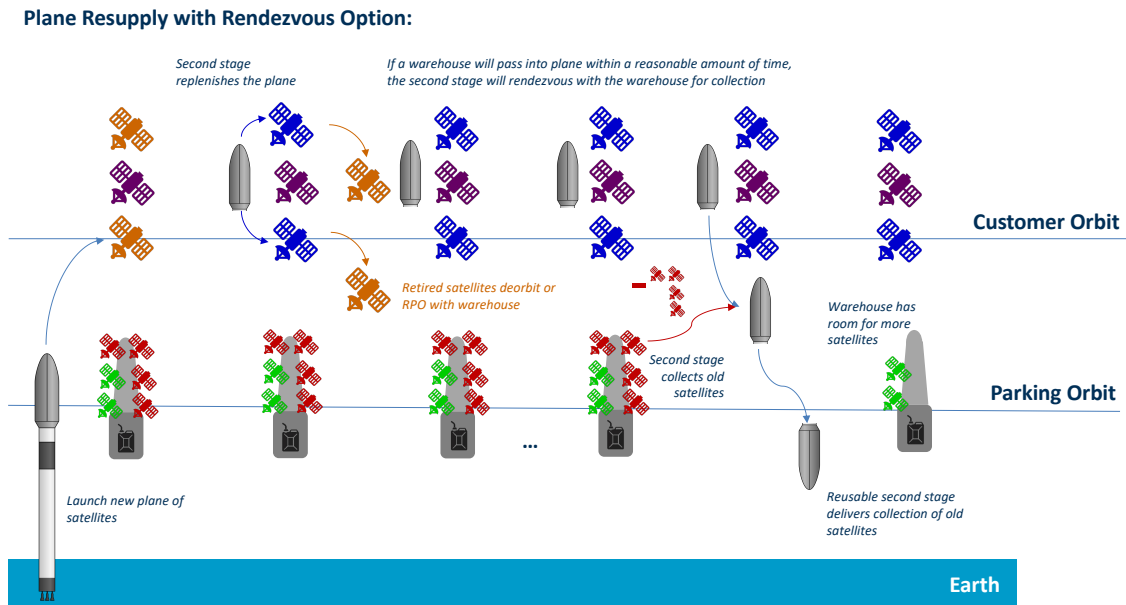 Plane Resupply with Rendezvous Option:
Second stage
replenishes the plane
If a warehouse will pass into plane within a reasonable amount of time,
the second stage will rendezvous with the warehouse for collection
Customer Orbit
Retired satellites deorbit or
RPO with warehouse
Warehouse has
room for more
satellites
Second stage
collects old
satellites
Parking Orbit
...
Launch new plane of
satellites
Reusable second stage
delivers collection of old
satellites
Earth